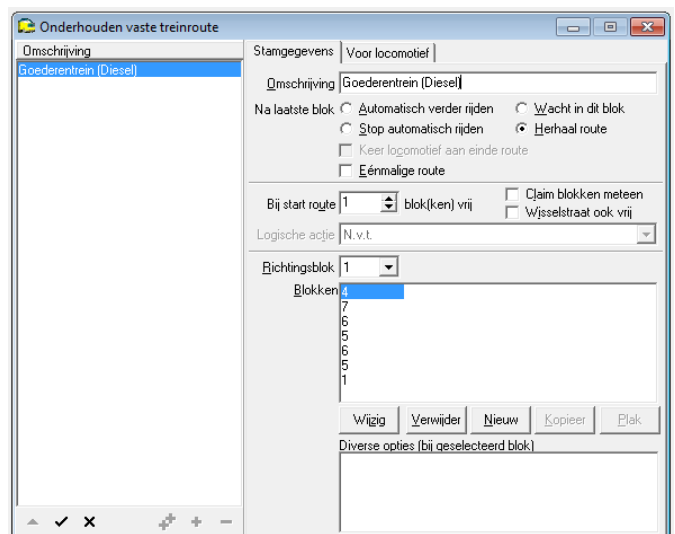 Onderhouden vaste treinroute
Omschrijving
Goederentrein (Diesel)
Stamgegevens
Voor locomotief
Omschrijving
Goederentrein (Diesel)
Na laatste blok
Automatisch verder rijden
Wacht in dit blok
Stop automatisch rijden
Herhaal route
Keer locomotief aan einde route
Eénmalige route
Bij start route
1
blok(ken) vrij
Claim blokken meteen
Wisselstraat ook vrij
Logische actie
N.v.t.
Richtingsblok
1
Blokken
4
7
6
5
6
5
1
Wijzig
Verwijder
Nieuw
Kopieer
Plak
Diverse opties (bij geselecteerd blok)